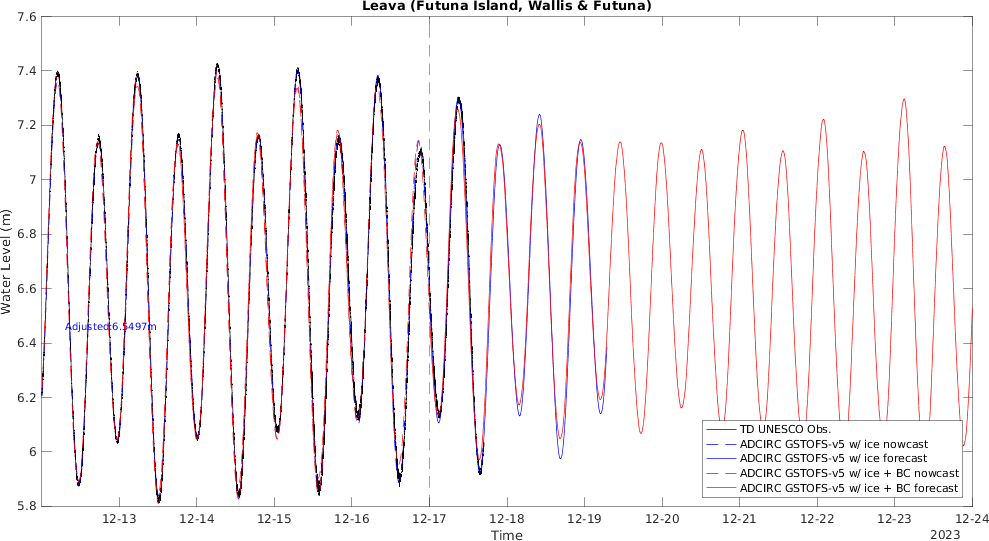 Leava (Futuna Island, Wallis & Futuna)
7.6
7.4
7.2
7
6.8
6.6
6.4
6.2
6
5.8
Water Level (m)
Adjusted:6.5497m
TD UNESCO Obs.
ADCIRC GSTOFS-v5 w/ ice nowcast
ADCIRC GSTOFS-v5 w/ ice forecast
ADCIRC GSTOFS-v5 w/ ice + BC nowcast
ADCIRC GSTOFS-v5 w/ ice + BC forecast
12-13 12-14 12-15 12-16 12-17 12-18 12-19 12-20 12-21 12-22 12-23 12-24
Time
2023